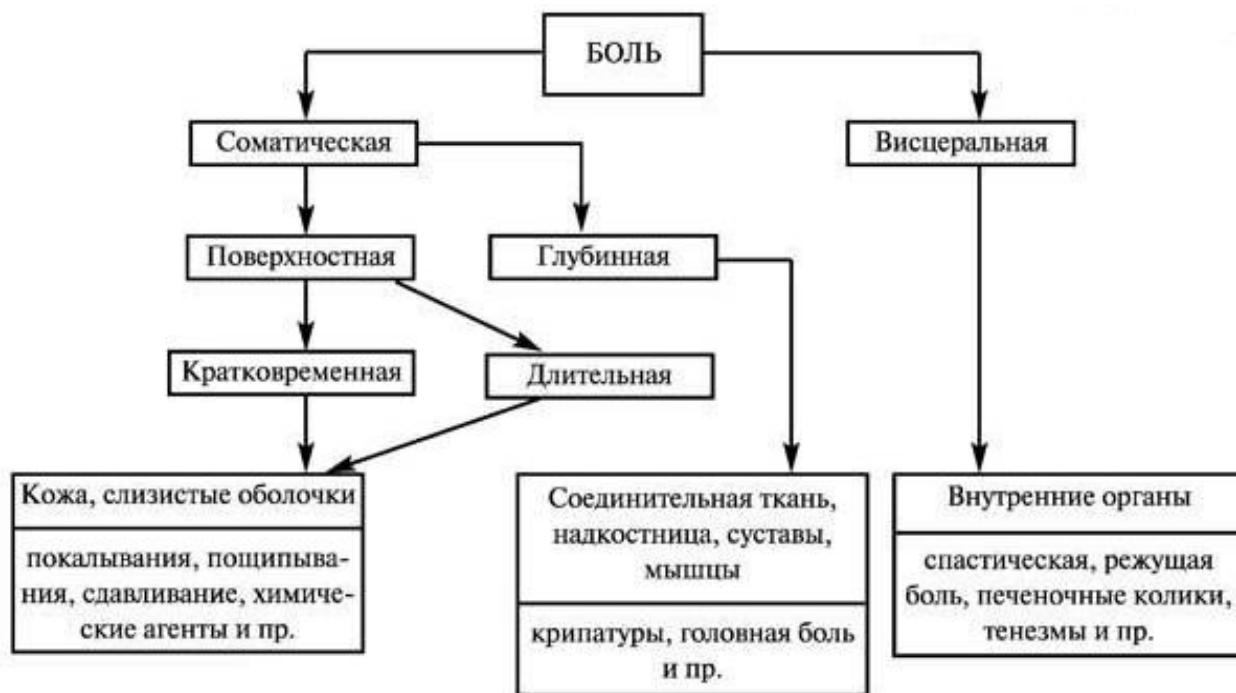 БОЛЬ
Соматическая
Висцеральная
Поверхностная
Глубинная
Кратковременная
Длительная
Кожа, слизистые оболочки
покалывания, пощипыва-
ния, сдавливание, химиче-
ские агенты и пр.
Соединительная ткань,
надкостница, суставы,
мышцы
крипатуры, головная боль
и пр.
Внутренние органы
спастическая, режущая
боль, печеночные колики,
тенезмы и пр.